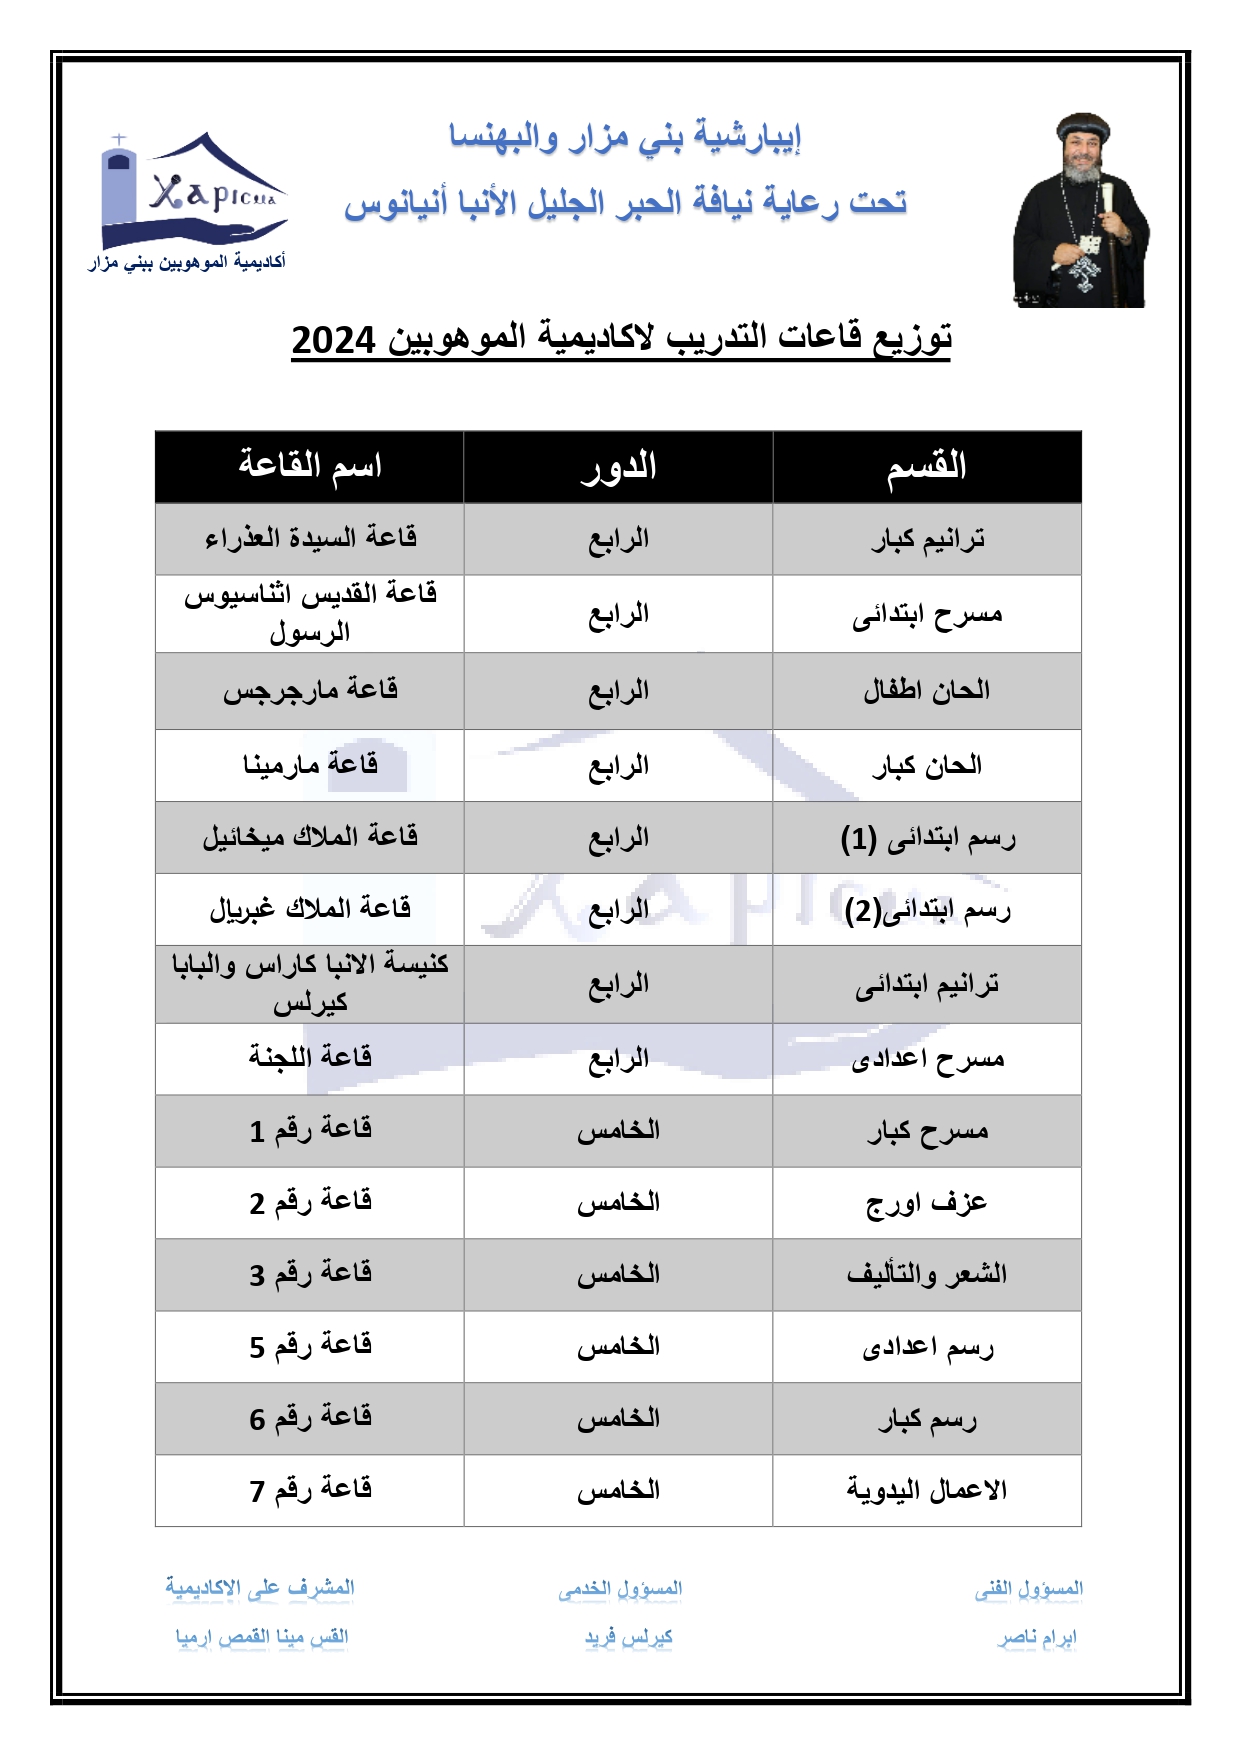 إيبارشية بني مزار والبهنسا
تحت رعاية نيافة الحبر الجليل الأنبا أنيانوس
Ⲭⲁⲣⲓⲥⲙⲁ
أكاديمية الموهوبين ببني مزار
توزيع قاعات التدريب لاكاديمية الموهوبين 2024
القسم الدور اسم القاعة
ترانيم كبار الرابع قاعة السيدة العذراء
مسرح ابتدائى الرابع قاعة القديس اثناسيوس
الرسول
الحان اطفال الرابع قاعة مارجرجس
الحان كبار الرابع قاعة مارمينا
رسم ابتدائى (1) الرابع قاعة الملاك ميخائيل
رسم ابتدائى(2) الرابع قاعة الملاك غبريال
ترانيم ابتدائى الرابع كنيسة الانبا كاراس والبابا
كيرلس
مسرح اعدادى الرابع قاعة اللجنة
مسرح كبار الخامس قاعة رقم 1
عزف اورج الخامس قاعة رقم 2
الشعر والتأليف الخامس قاعة رقم 3
رسم اعدادى الخامس قاعة رقم 5
رسم كبار الخامس قاعة رقم 6
الاعمال اليدوية الخامس قاعة رقم 7
المسؤول الفنى المسؤول الخدمى المشرف على الاكاديمية
ابرام ناصر كيرلس فريد القس مينا القمص ارميا